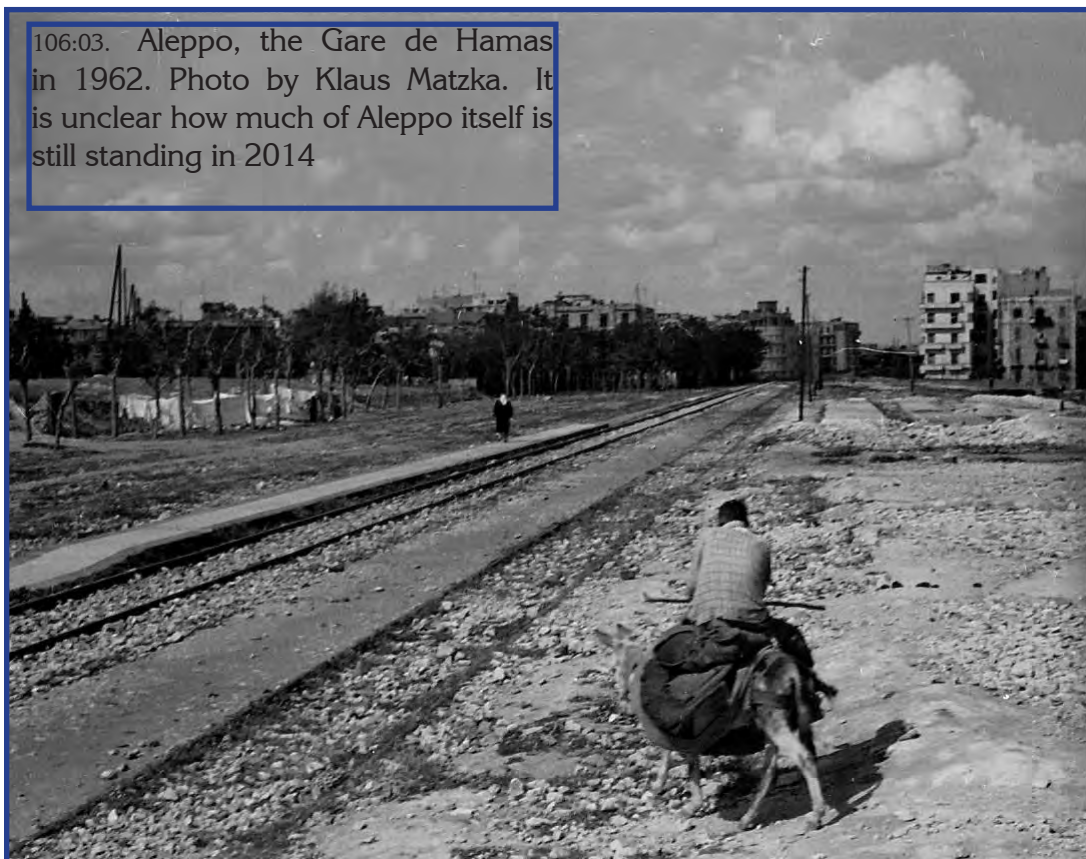 106:03. Aleppo, the Gare de Hamas
in 1962. Photo by Klaus Matzka. It
is unclear how much of Aleppo itself is
still standing in 2014